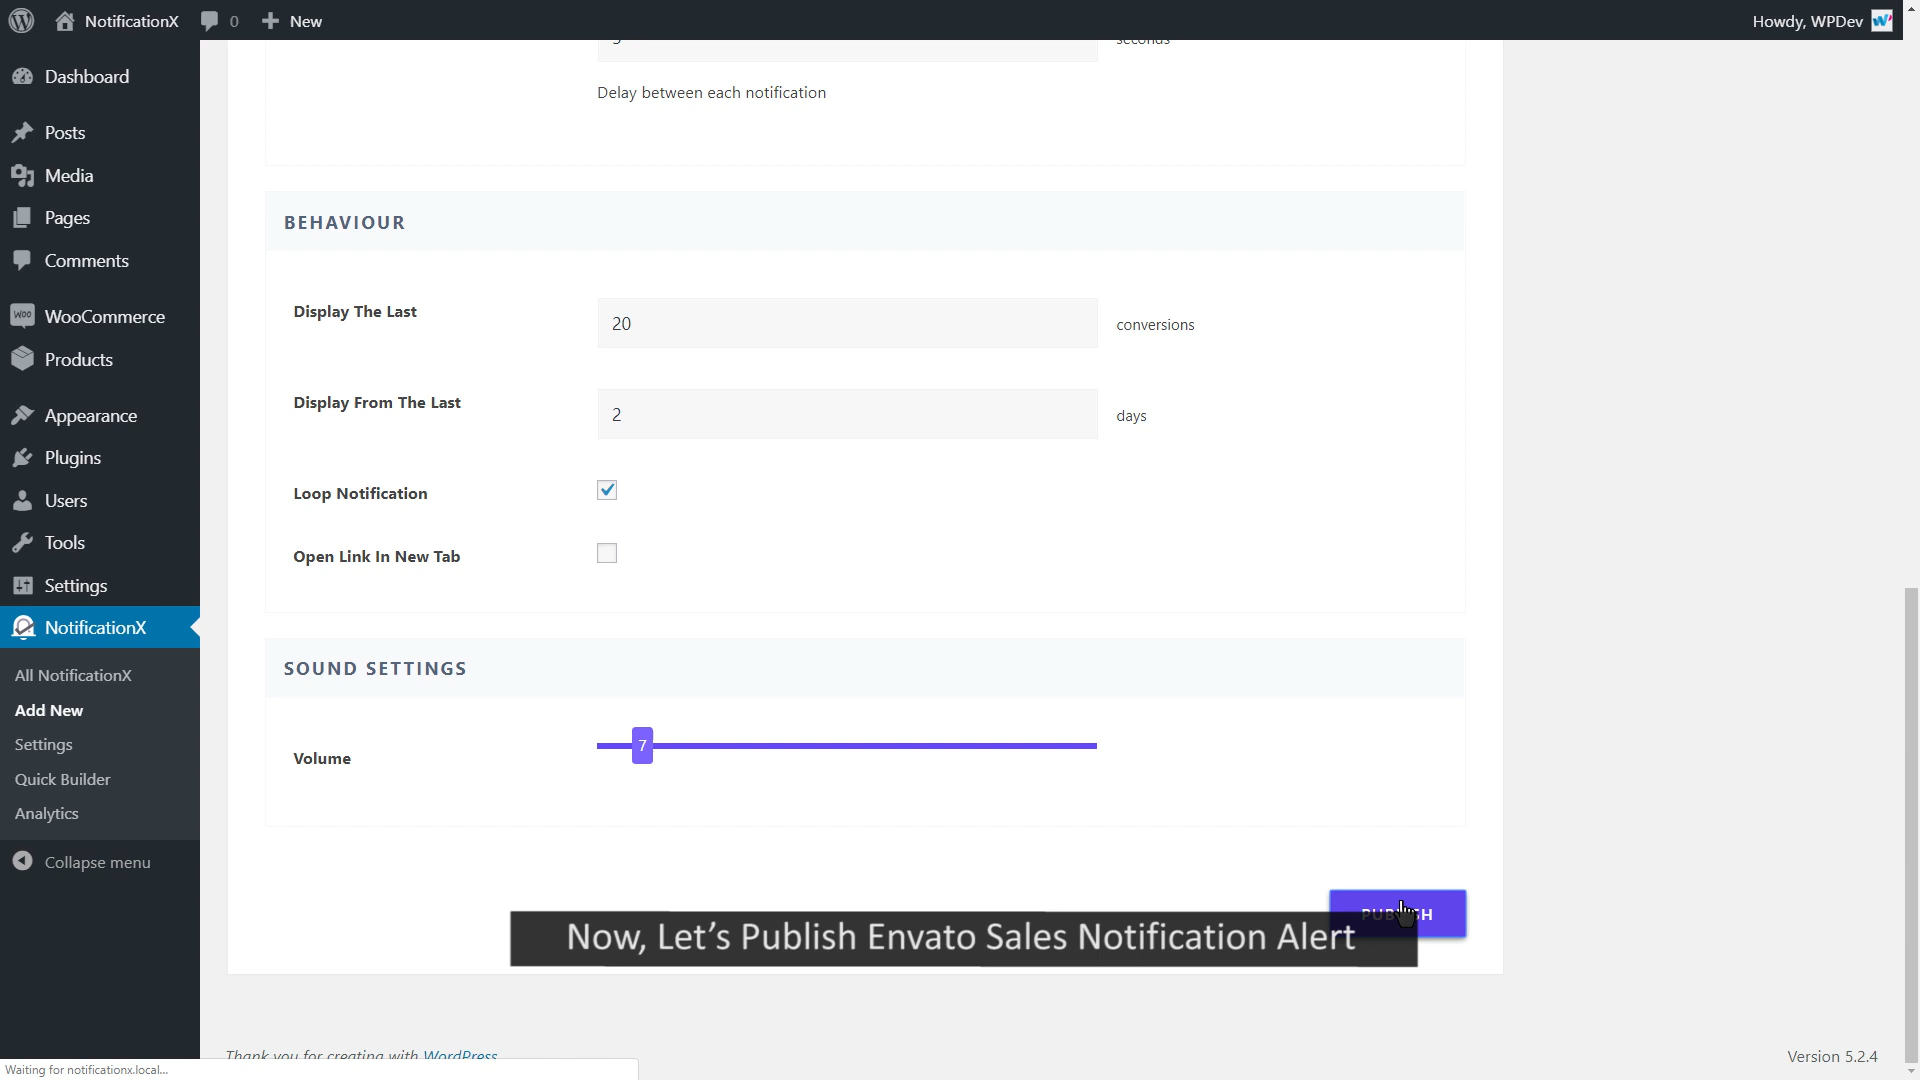 NotificationX
0
New
Howdy, WPDev
Dashboard
Posts
Media
Pages
Comments
WooCommerce
Products
Appearance
Plugins
Users
Tools
Settings
NotificationX
All NotificationX
Add New
Settings
Quick Builder
Analytics
Collapse menu
seconds
Delay between each notification
BEHAVIOUR
Display The Last
20
conversions
Display From The Last
2
days
Loop Notification
Open Link In New Tab
SOUND SETTINGS
Volume
7
PUBLISH
Now, Let's Publish Envato Sales Notification Alert
Thank you for creating with WordPress
Version 5.2.4
Waiting for notificationx.local...